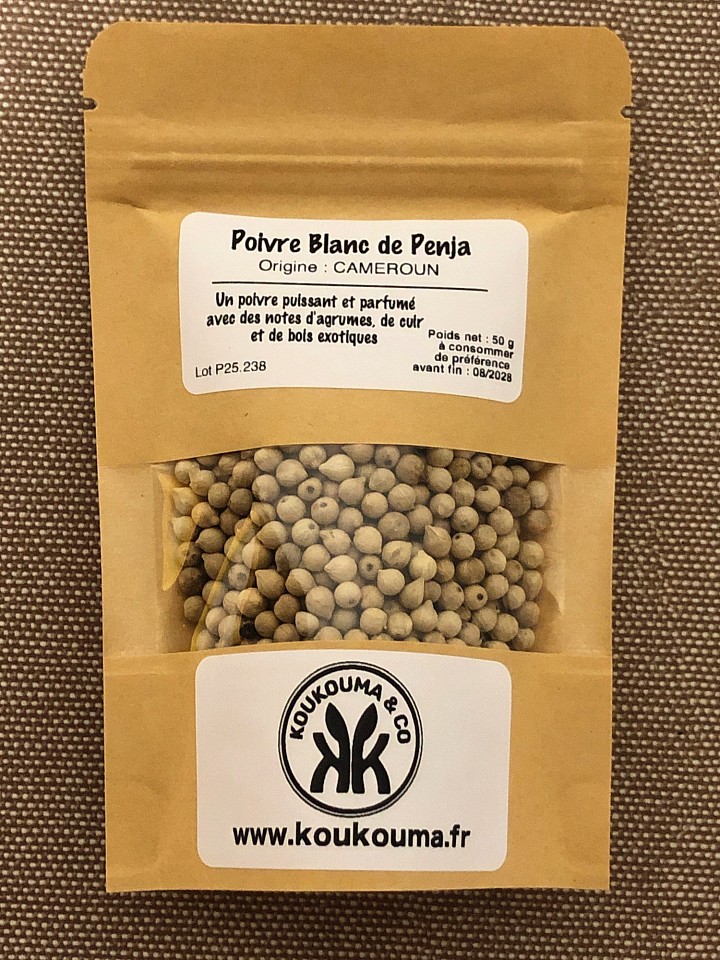 Poivre Blanc de Penja
Origine : CAMEROUN
Un poivre puissant et parfumé
avec des notes d'agrumes, de cuir
et de bois exotiques
Poids net : 50 g
à consommer
de préférence
avant fin : 08/2028
Lot P25.238
KOUKOUMA & CO
KK
www.koukouma.fr